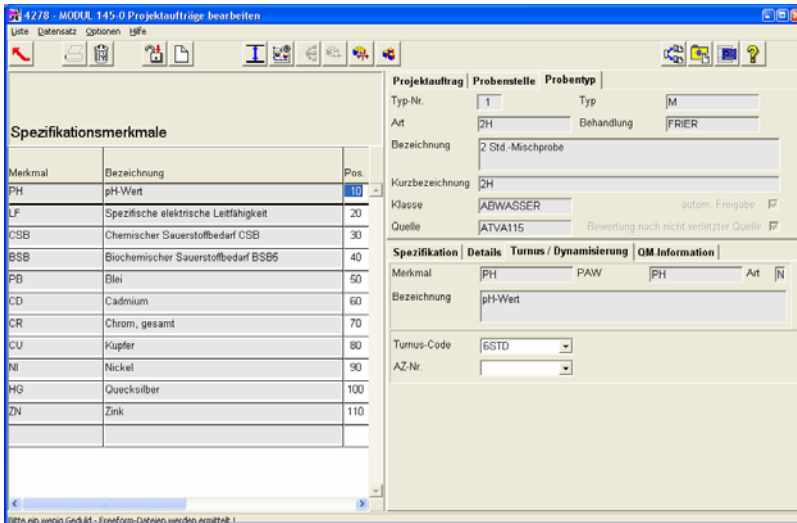 4278 - MODUL 145-0 Projektaufträge bearbeiten
Liste Datensatz Optionen Hilfe
Projektauftrag Probenstelle Probentyp
Typ-Nr. 1 Typ M
Art 2H Behandlung FRIER
Bezeichnung 2 Std.-Mischprobe
Kurzbezeichnung 2H
Klasse ABWASSER autom. Freigabe
Quelle ATVA115 Bewertung nach nicht verletzter Quelle
Spezifikation Details Turnus / Dynamisierung QM-Information
Merkmal PH PAW PH Art N
Bezeichnung pH-Wert
Turnus-Code 6STD
AZ-Nr.
Spezifikationsmerkmale
Merkmal Bezeichnung Pos.
PH pH-Wert 10
LF Spezifische elektrische Leitfähigkeit 20
CSB Chemischer Sauerstoffbedarf CSB 30
BSB Biochemischer Sauerstoffbedarf BSB5 40
PB Blei 50
CD Cadmium 60
CR Chrom, gesamt 70
CU Kupfer 80
NI Nickel 90
HG Quecksilber 100
ZN Zink 110
Bitte ein wenig Geduld - Freeform-Dateien werden ermittelt !